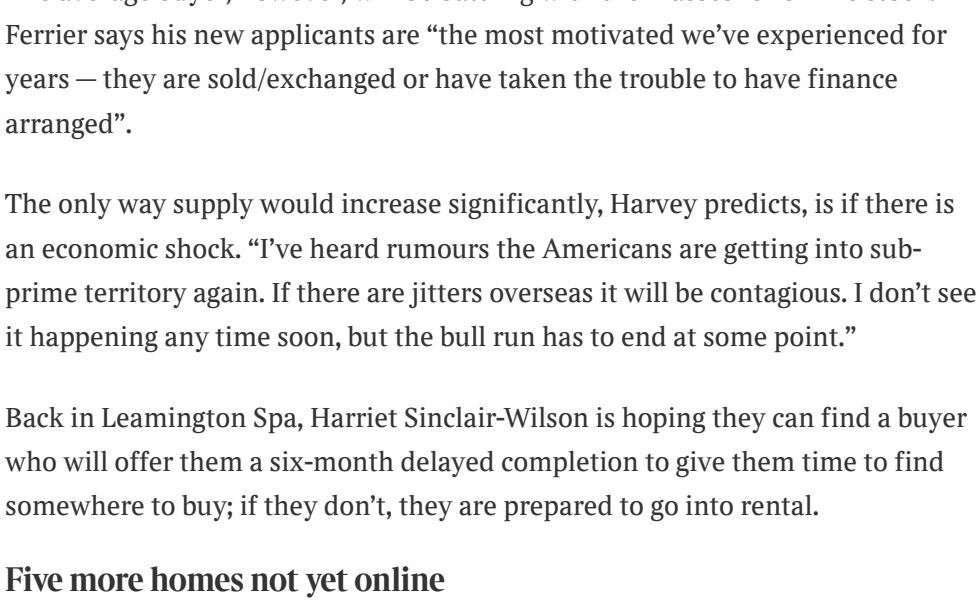 Ferrier says his new applicants are “the most motivated we’ve experienced for
years — they are sold/exchanged or have taken the trouble to have finance
arranged”.
The only way supply would increase significantly, Harvey predicts, is if there is
an economic shock. “I’ve heard rumours the Americans are getting into sub-
prime territory again. If there are jitters overseas it will be contagious. I don’t see
it happening any time soon, but the bull run has to end at some point.”
Back in Leamington Spa, Harriet Sinclair-Wilson is hoping they can find a buyer
who will offer them a six-month delayed completion to give them time to find
somewhere to buy; if they don’t, they are prepared to go into rental.
Five more homes not yet online